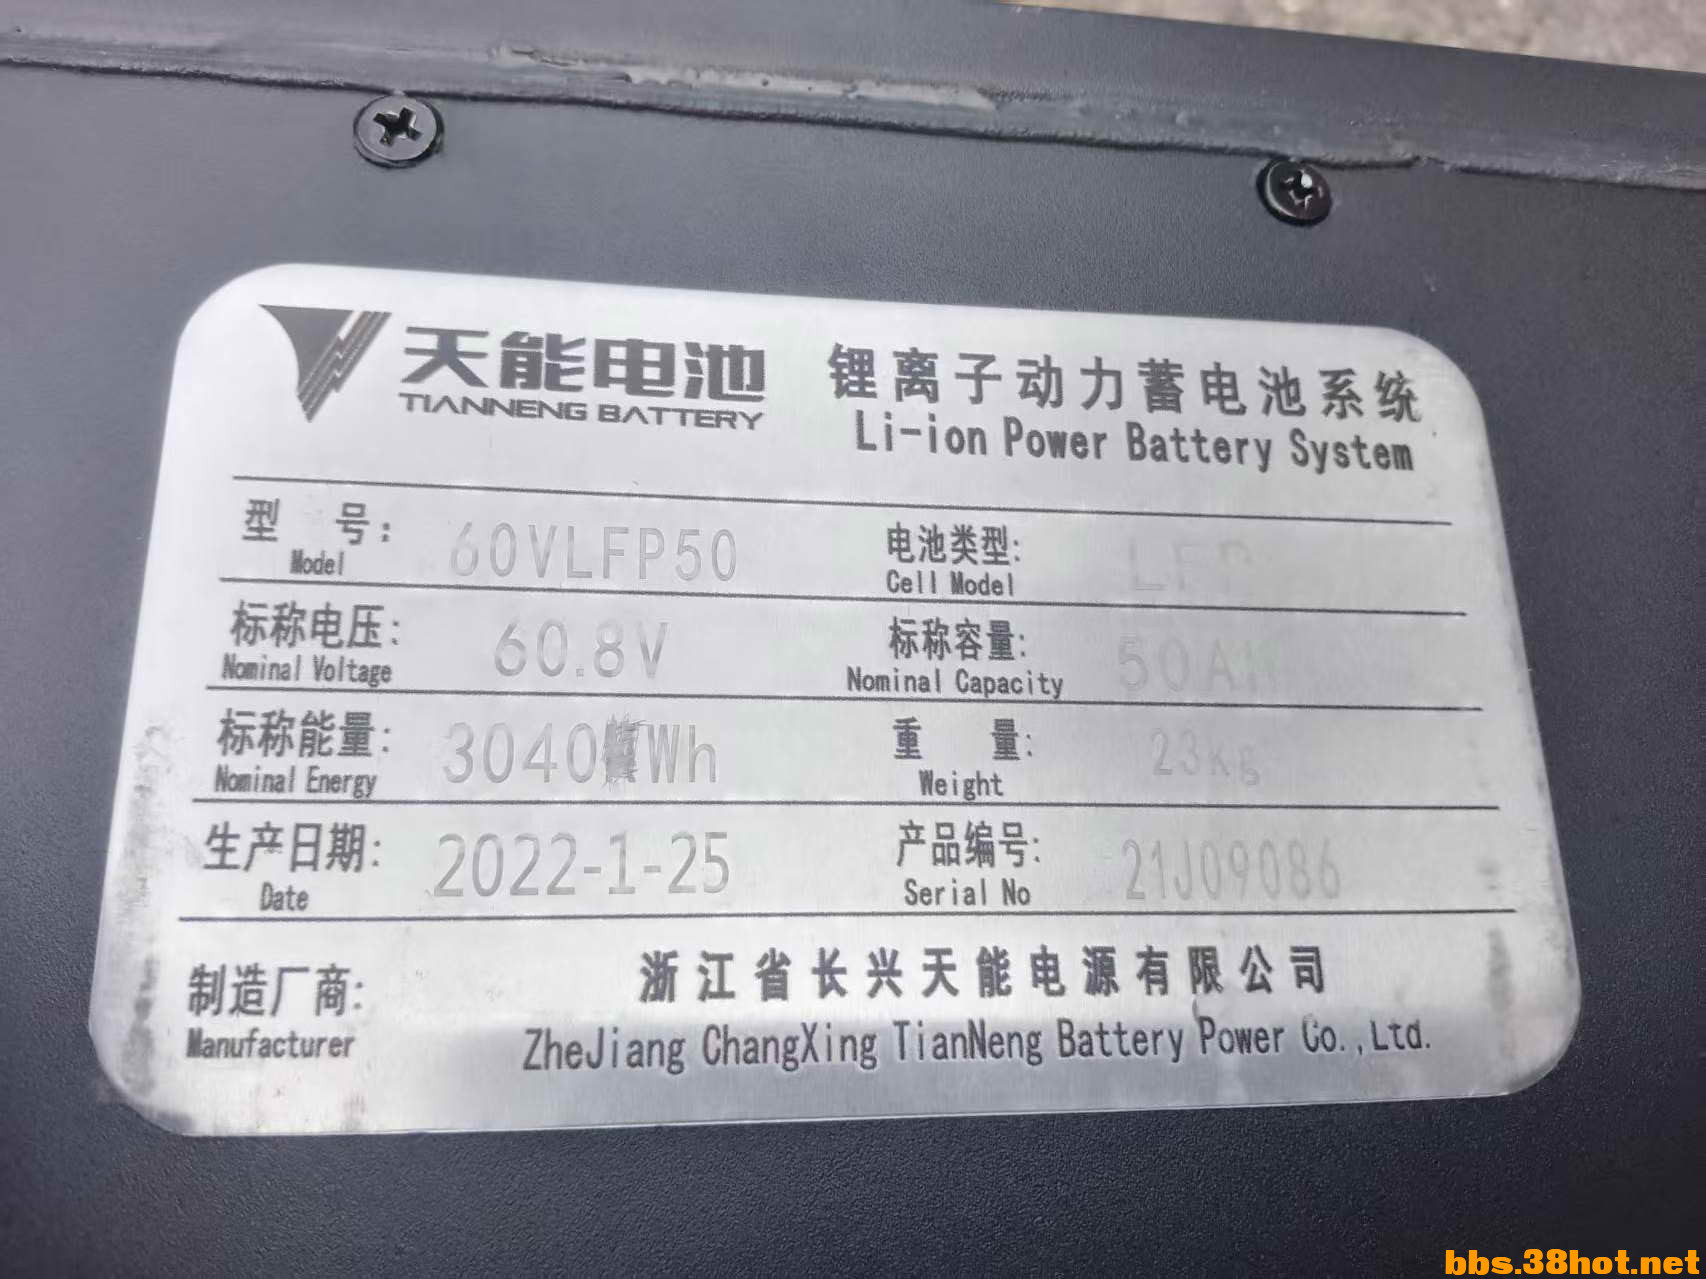 天能电池
TIANNENG BATTERY
锂离子动力蓄电池系统
Li-ion Power Battery System
型 号: 60VLFP50
Model
电池类型: LFP
Cell Model
标称电压: 60.8V
Nominal Voltage
标称容量: 50AH
Nominal Capacity
标称能量: 3040 Wh
Nominal Energy
重 量: 23Kg
Weight
生产日期: 2022-1-25
Date
产品编号: 21J09086
Serial No
制造厂商: 浙江省长兴天能电源有限公司
Manufacturer ZheJiang ChangXing TianNeng Battery Power Co.,Ltd.
bbs.38hot.net